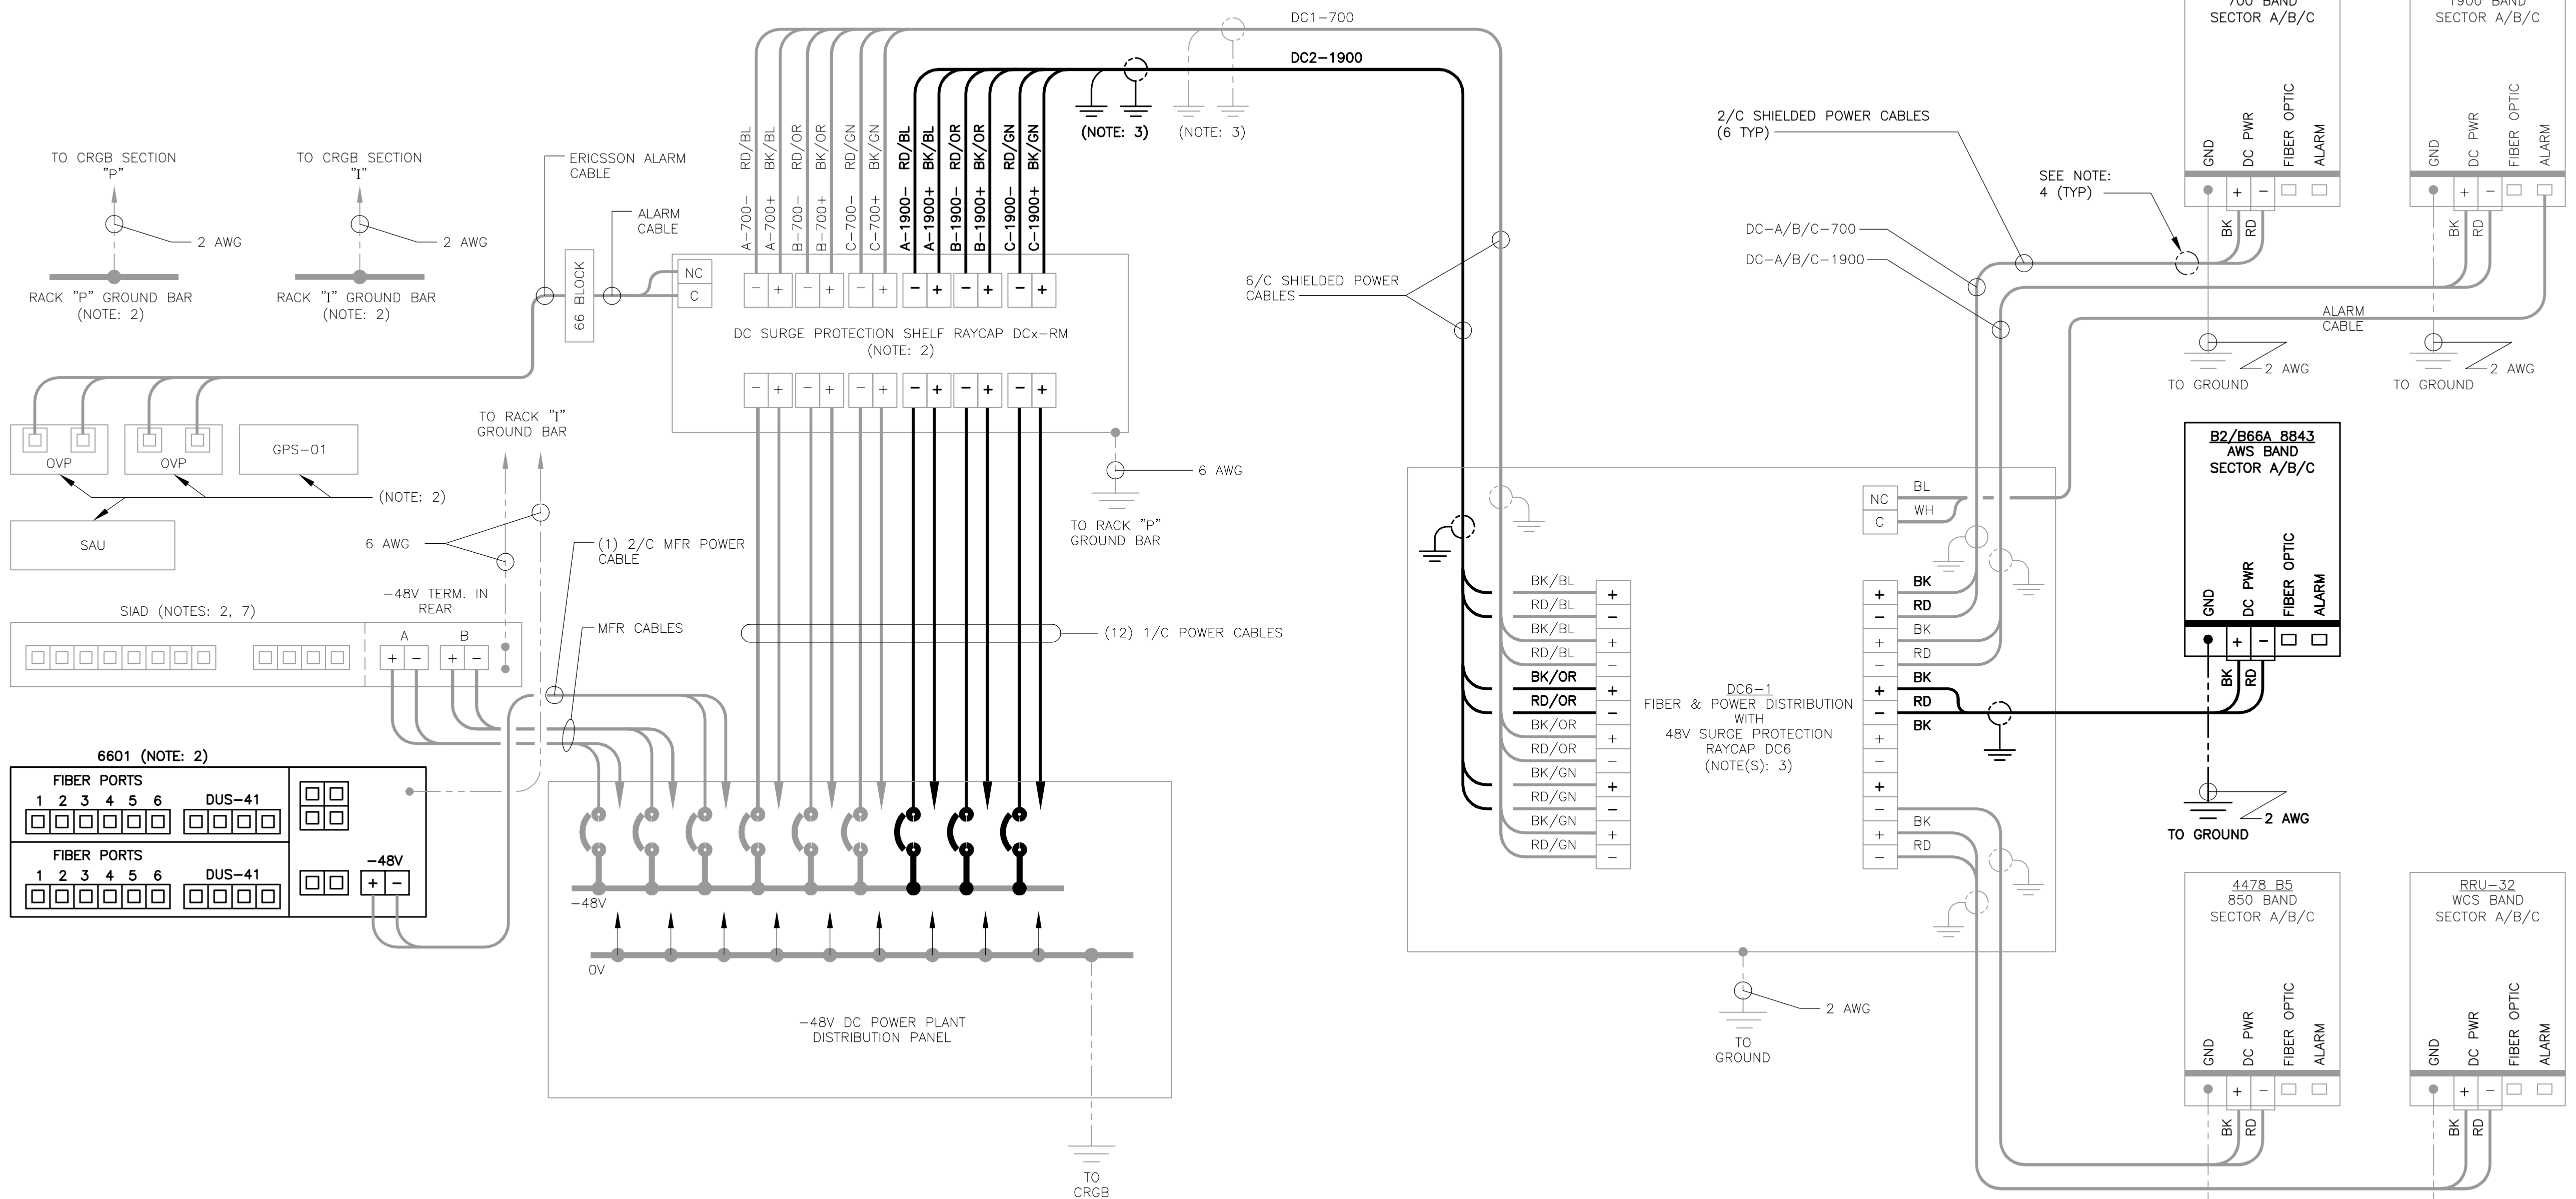 DC1-700
DC2-1900
700 BAND
SECTOR A/B/C
1900 BAND
SECTOR A/B/C
GND
DC PWR
FIBER OPTIC
ALARM
GND
DC PWR
FIBER OPTIC
ALARM
+ -
+ -
BK
RD
BK
RD
TO CRGB SECTION
"P"
2 AWG
RACK "P" GROUND BAR
(NOTE: 2)
TO CRGB SECTION
"I"
2 AWG
RACK "I" GROUND BAR
(NOTE: 2)
ERICSSON ALARM
CABLE
ALARM
CABLE
66 BLOCK
NC
C
A-700- RD/BL
A-700+ BK/BL
B-700- RD/OR
B-700+ BK/OR
C-700- RD/GN
C-700+ BK/GN
A-1900- RD/BL
A-1900+ BK/BL
B-1900- RD/OR
B-1900+ BK/OR
C-1900- RD/GN
C-1900+ BK/GN
(NOTE: 3)
(NOTE: 3)
- + - + - + - + - + - +
DC SURGE PROTECTION SHELF RAYCAP DCx-RM
(NOTE: 2)
- + - + - + - + - + - +
6/C SHIELDED POWER
CABLES
2/C SHIELDED POWER CABLES
(6 TYP)
SEE NOTE:
4 (TYP)
DC-A/B/C-700
DC-A/B/C-1900
ALARM
CABLE
2 AWG
TO GROUND
2 AWG
TO GROUND
OVP
OVP
GPS-01
(NOTE: 2)
SAU
TO RACK "I"
GROUND BAR
6 AWG
6 AWG
TO RACK "P"
GROUND BAR
(1) 2/C MFR POWER
CABLE
MFR CABLES
(12) 1/C POWER CABLES
SIAD (NOTES: 2, 7)
-48V TERM. IN
REAR
A
B
+ -
+ -
6601 (NOTE: 2)
FIBER PORTS
1 2 3 4 5 6
DUS-41
FIBER PORTS
1 2 3 4 5 6
DUS-41
-48V
+ -
-48V
0V
-48V DC POWER PLANT
DISTRIBUTION PANEL
TO
CRGB
NC
C
BL
WH
BK/BL
RD/BL
BK/BL
RD/BL
BK/OR
RD/OR
BK/OR
RD/OR
BK/GN
RD/GN
BK/GN
RD/GN
+
-
+
-
+
-
+
-
+
-
+
-
DC6-1
FIBER & POWER DISTRIBUTION
WITH
48V SURGE PROTECTION
RAYCAP DC6
(NOTE(S): 3)
+
-
+
-
+
-
+
-
+
-
+
-
BK
RD
BK
RD
BK
RD
BK
BK
RD
2 AWG
TO
GROUND
B2/B66A 8843
AWS BAND
SECTOR A/B/C
GND
DC PWR
FIBER OPTIC
ALARM
+ -
BK
RD
2 AWG
TO GROUND
4478 B5
850 BAND
SECTOR A/B/C
GND
DC PWR
FIBER OPTIC
ALARM
+ -
BK
RD
RRU-32
WCS BAND
SECTOR A/B/C
GND
DC PWR
FIBER OPTIC
ALARM
+ -
BK
RD